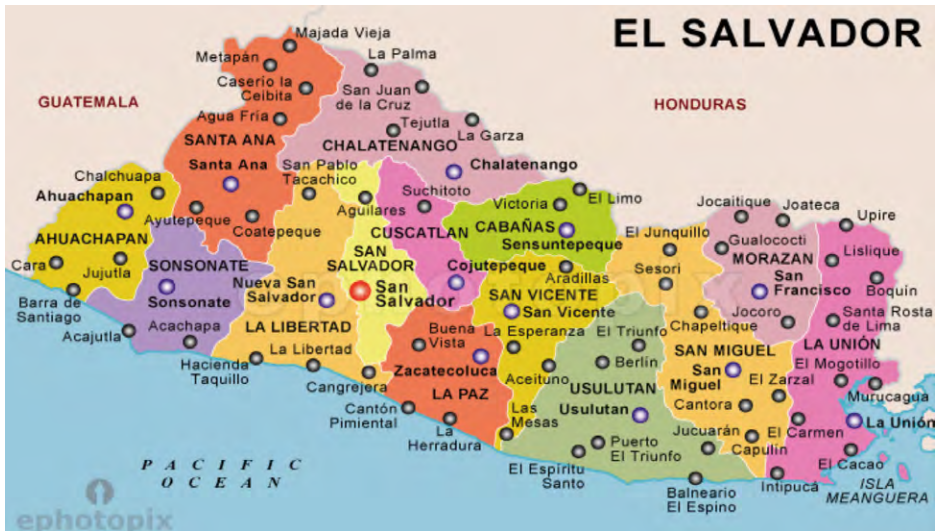 EL SALVADOR
Majada Vieja
Metapán
La Palma
Caserio la
Ceibita
San Juan
de la Cruz
GUATEMALA
HONDURAS
Agua Fría
Tejutla
La Garza
SANTA ANA
CHALATENANGO
Santa Ana
San Pablo
Tacachico
Chalatenango
Chalchuapa
Suchitoto
Ahuachapan
Victoria
El Limo
Aguilares
Jocaitique
Joateca
Upire
Ayutepeque
Coatepeque
CUSCATLAN
CABAÑAS
Sensuntepeque
El Junquillo
Gualococti
AHUACHAPAN
SONSONATE
SAN
SALVADOR
Cojutepeque
Aradillas
Sesori
MORAZAN
Lislique
Cara
Jujutla
Nueva San
Salvador
San
Salvador
San
Francisco
Boquín
Sonsonate
SAN VICENTE
San Vicente
Barra de
Santiago
Acajutla
Acachapa
LA LIBERTAD
Buena
Vista
La Esperanza
El Triunfo
Chapeltique
Jocoro
Santa Rosta
de Lima
LA UNIÓN
Hacienda
Taquillo
La Libertad
Zacatecoluca
Berlín
SAN MIGUEL
San
Miguel
El Mogotillo
Cangrejera
LA PAZ
Aceituno
USULUTAN
El Zarzal
Murucagua
Cantón
Pimiental
La
Herradura
Las
Mesas
Usulutan
Cantora
La Unión
Jucuarán
El Carmen
Puerto
El Triunfo
Capulín
El Espíritu
Santo
Balneario
El Espino
Intipucá
El Cacao
ISLA
MEANGUERA
PACIFIC
OCEAN
ephotopix
ephotopix